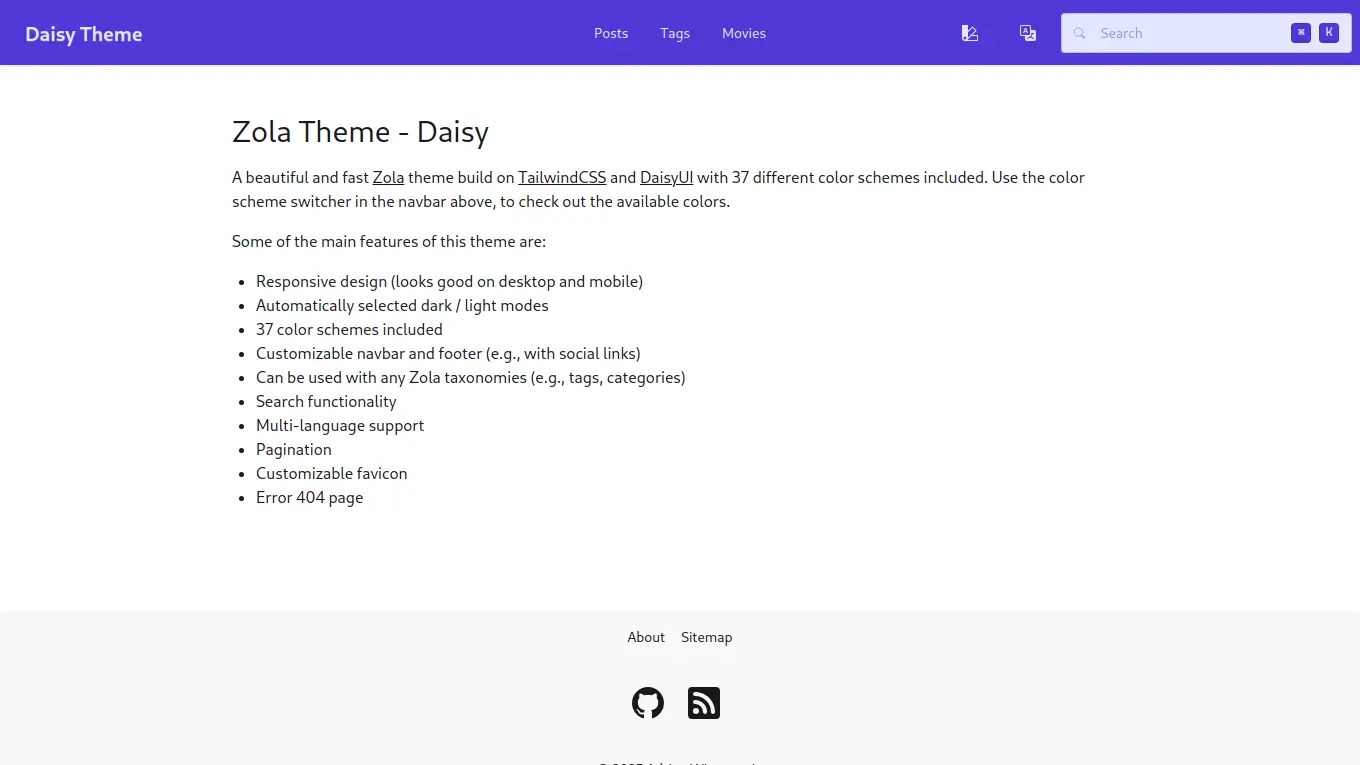 Daisy Theme
Posts Tags Movies
Search ⌘ K
Zola Theme - Daisy
A beautiful and fast Zola theme build on TailwindCSS and DaisyUI with 37 different color schemes included. Use the color
scheme switcher in the navbar above, to check out the available colors.
Some of the main features of this theme are:
Responsive design (looks good on desktop and mobile)
Automatically selected dark / light modes
37 color schemes included
Customizable navbar and footer (e.g., with social links)
Can be used with any Zola taxonomies (e.g., tags, categories)
Search functionality
Multi-language support
Pagination
Customizable favicon
Error 404 page
About Sitemap